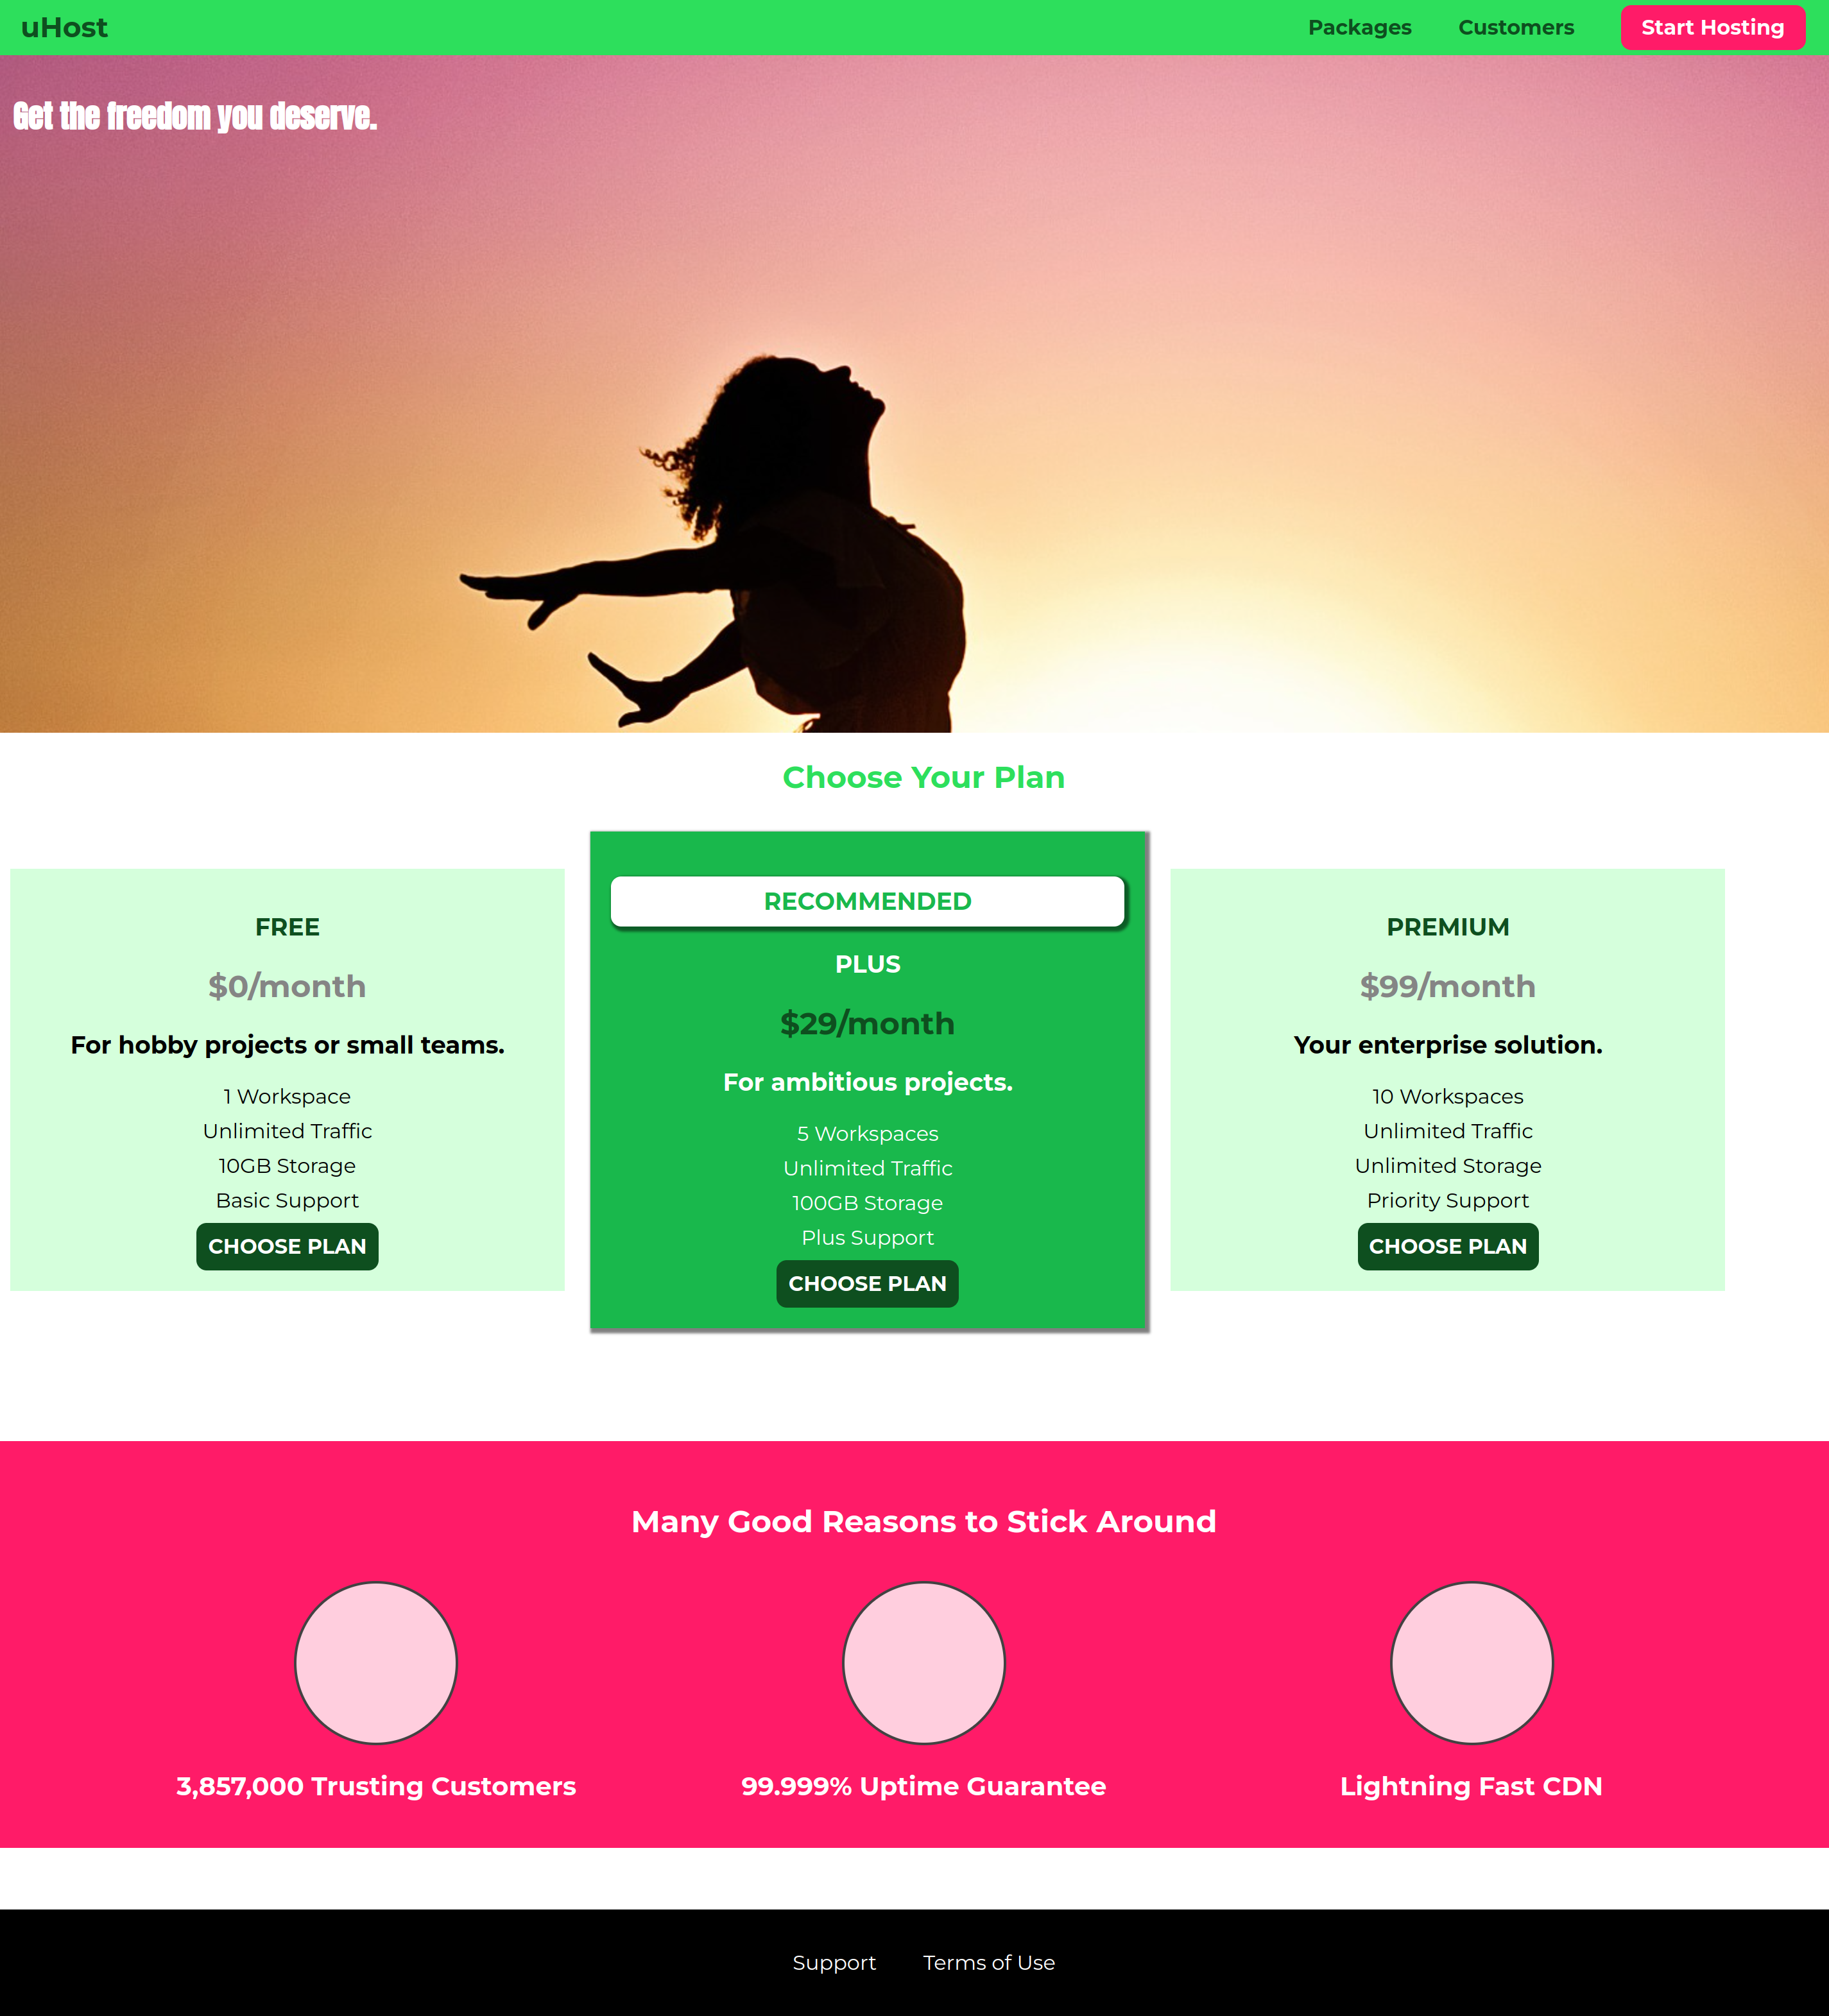 uHost
Packages
Customers
Start Hosting
Get the freedom you deserve.
Choose Your Plan
FREE
$0/month
For hobby projects or small teams.
1 Workspace
Unlimited Traffic
10GB Storage
Basic Support
CHOOSE PLAN
RECOMMENDED
PLUS
$29/month
For ambitious projects.
5 Workspaces
Unlimited Traffic
100GB Storage
Plus Support
CHOOSE PLAN
PREMIUM
$99/month
Your enterprise solution.
10 Workspaces
Unlimited Traffic
Unlimited Storage
Priority Support
CHOOSE PLAN
Many Good Reasons to Stick Around
3,857,000 Trusting Customers
99.999% Uptime Guarantee
Lightning Fast CDN
Support
Terms of Use